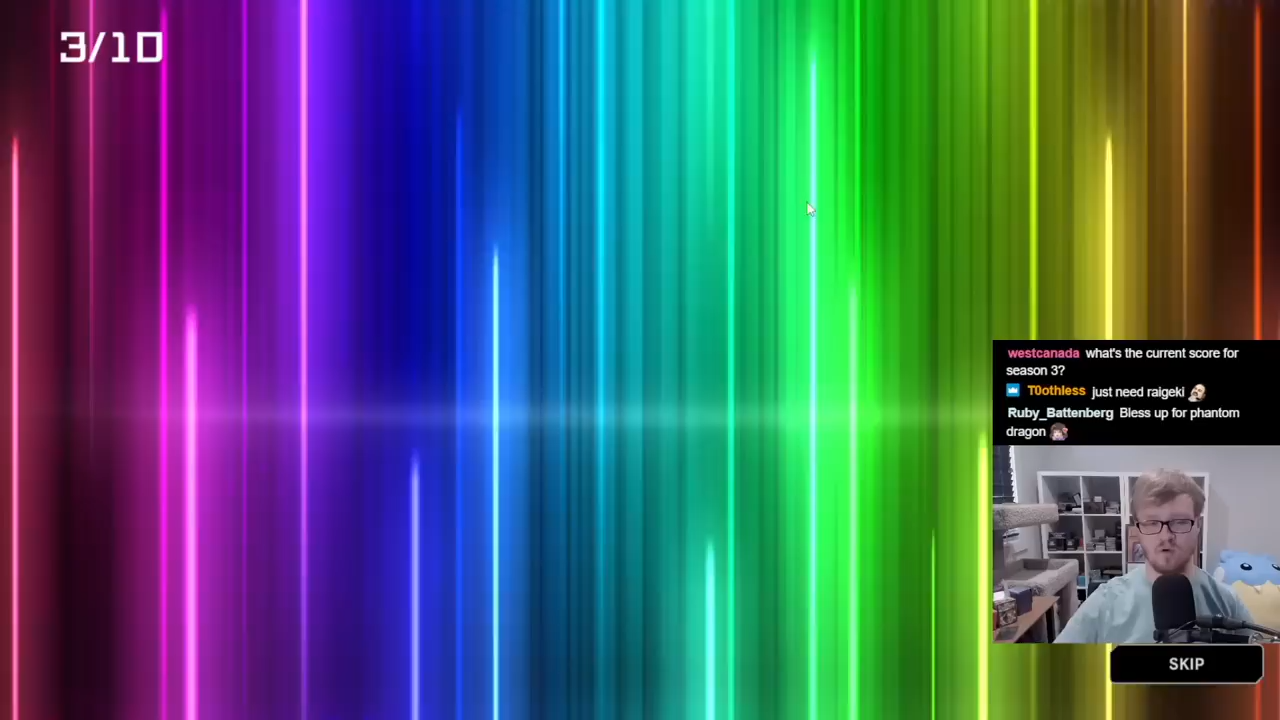 3/10
westcanada what's the current score for
season 3?
T0othless just need raigeki
Ruby_Battenberg Bless up for phantom
dragon
SKIP